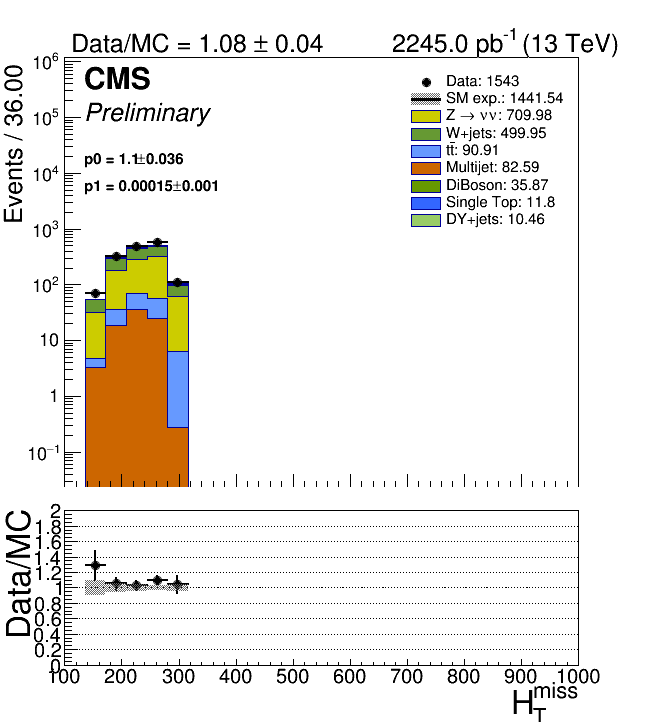 Data/MC = 1.08 ± 0.04 2245.0 pb⁻¹ (13 TeV)
CMS
Preliminary
p0 = 1.1±0.036
p1 = 0.00015±0.001
Data: 1543
SM exp.: 1441.54
Z → νν: 709.98
W+jets: 499.95
tt̄: 90.91
Multijet: 82.59
DiBoson: 35.87
Single Top: 11.8
DY+jets: 10.46
Events / 36.00
10⁶
10⁵
10⁴
10³
10²
10
1
10⁻¹
Data/MC
2
1.8
1.6
1.4
1.2
1
0.8
0.6
0.4
0.2
0
100 200 300 400 500 600 700 800 900 1000
H_T^miss